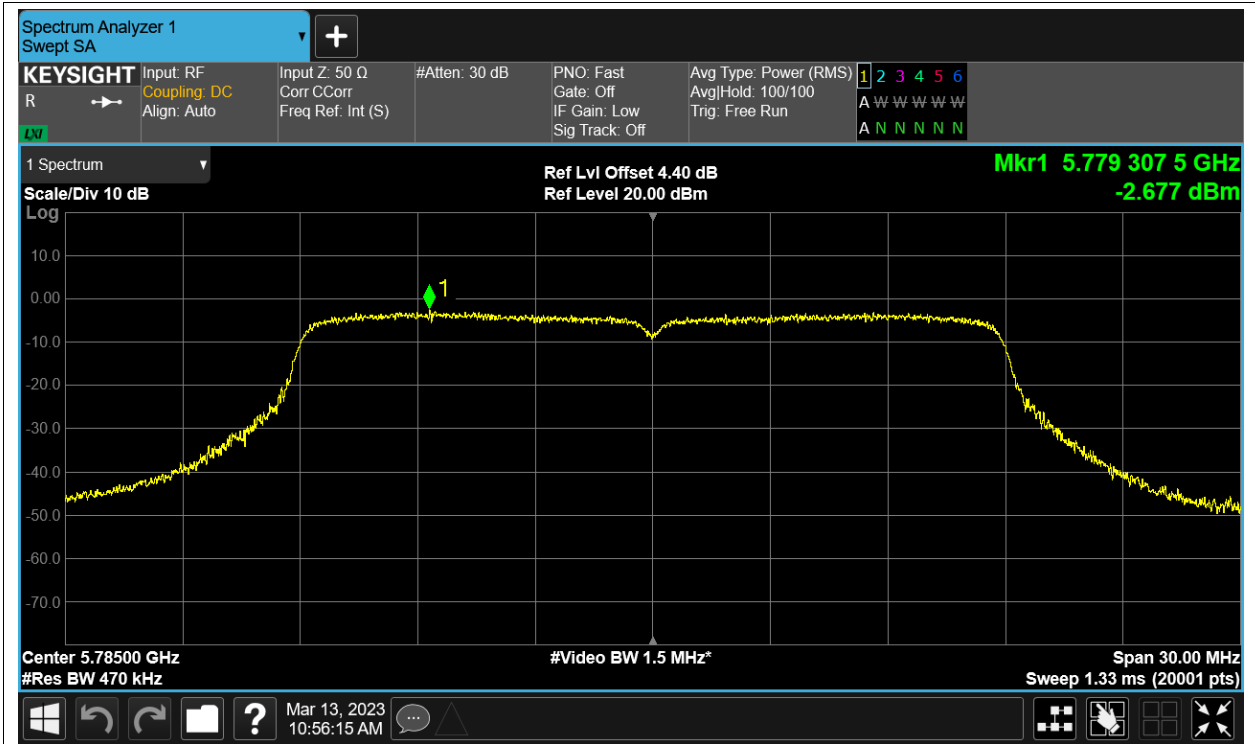 Spectrum Analyzer 1
Swept SA
KEYSIGHT
R
LXI
Input: RF
Coupling: DC
Align: Auto
Input Z: 50 Ω
Corr CCorr
Freq Ref: Int (S)
#Atten: 30 dB
PNO: Fast
Gate: Off
IF Gain: Low
Sig Track: Off
Avg Type: Power (RMS)
Avg|Hold: 100/100
Trig: Free Run
1 2 3 4 5 6
A W W W W W
A N N N N N
1 Spectrum
Scale/Div 10 dB
Log
Ref Lvl Offset 4.40 dB
Ref Level 20.00 dBm
Mkr1 5.779 307 5 GHz
-2.677 dBm
10.0
0.00
-10.0
-20.0
-30.0
-40.0
-50.0
-60.0
-70.0
1
Center 5.78500 GHz
#Res BW 470 kHz
#Video BW 1.5 MHz*
Span 30.00 MHz
Sweep 1.33 ms (20001 pts)
?
Mar 13, 2023
10:56:15 AM